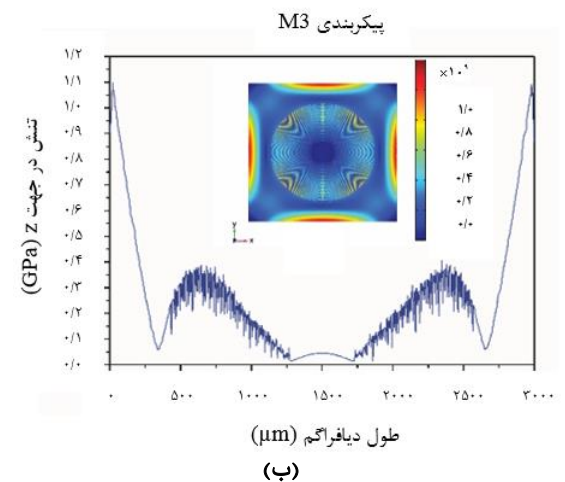 پیکربندی M3
تنش در جهت z (GPa)
۱/۲
۱/۱
۱/۰
۰/۹
۰/۸
۰/۷
۰/۶
۰/۵
۰/۴
۰/۳
۰/۲
۰/۱
۰/۰
×۱۰⁹
۱/۰
۰/۸
۰/۶
۰/۴
۰/۲
۰/۰
y
z x
۰ ۵۰۰ ۱۰۰۰ ۱۵۰۰ ۲۰۰۰ ۲۵۰۰ ۳۰۰۰
طول دیافراگم (µm)
(ب)